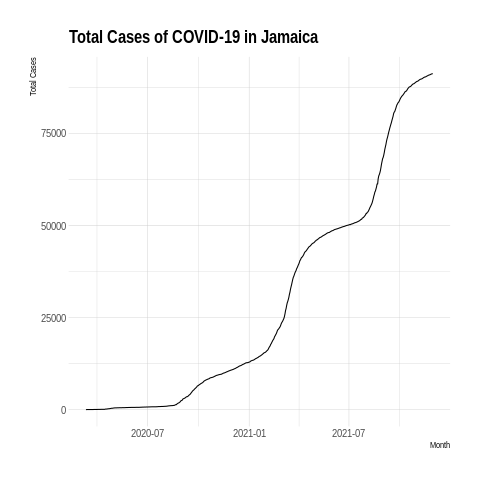 Total Cases of COVID-19 in Jamaica
Total Cases
75000
50000
25000
0
2020-07 2021-01 2021-07
Month